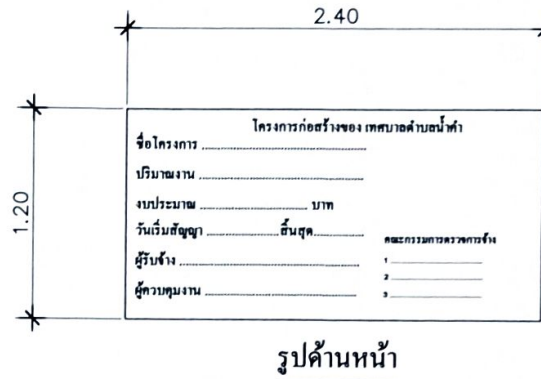 2.40
1.20
โครงการก่อสร้างของ เทศบาลตำบลน้ำคำ
ชื่อโครงการ ........................................
ปริมาณงาน ........................................
งบประมาณ ............................ บาท
วันเริ่มสัญญา ....................สิ้นสุด.............
คณะกรรมการตรวจการจ้าง
ผู้รับจ้าง ............................................
1 ______________
2 ______________
ผู้ควบคุมงาน ......................................
3 ______________
รูปด้านหน้า